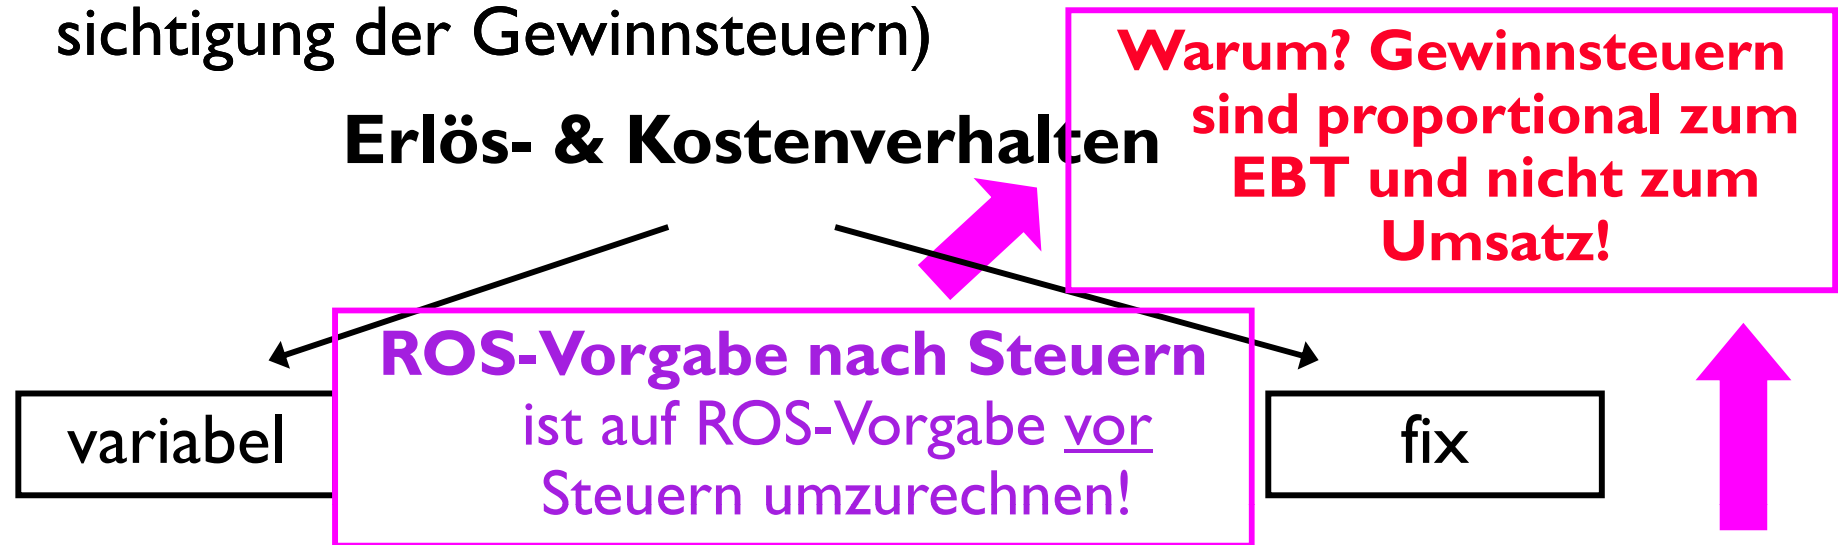 sichtigung der Gewinnsteuern)
Warum? Gewinnsteuern
sind proportional zum
EBT und nicht zum
Umsatz!
Erlös- & Kostenverhalten
ROS-Vorgabe nach Steuern
ist auf ROS-Vorgabe vor
Steuern umzurechnen!
variabel
fix